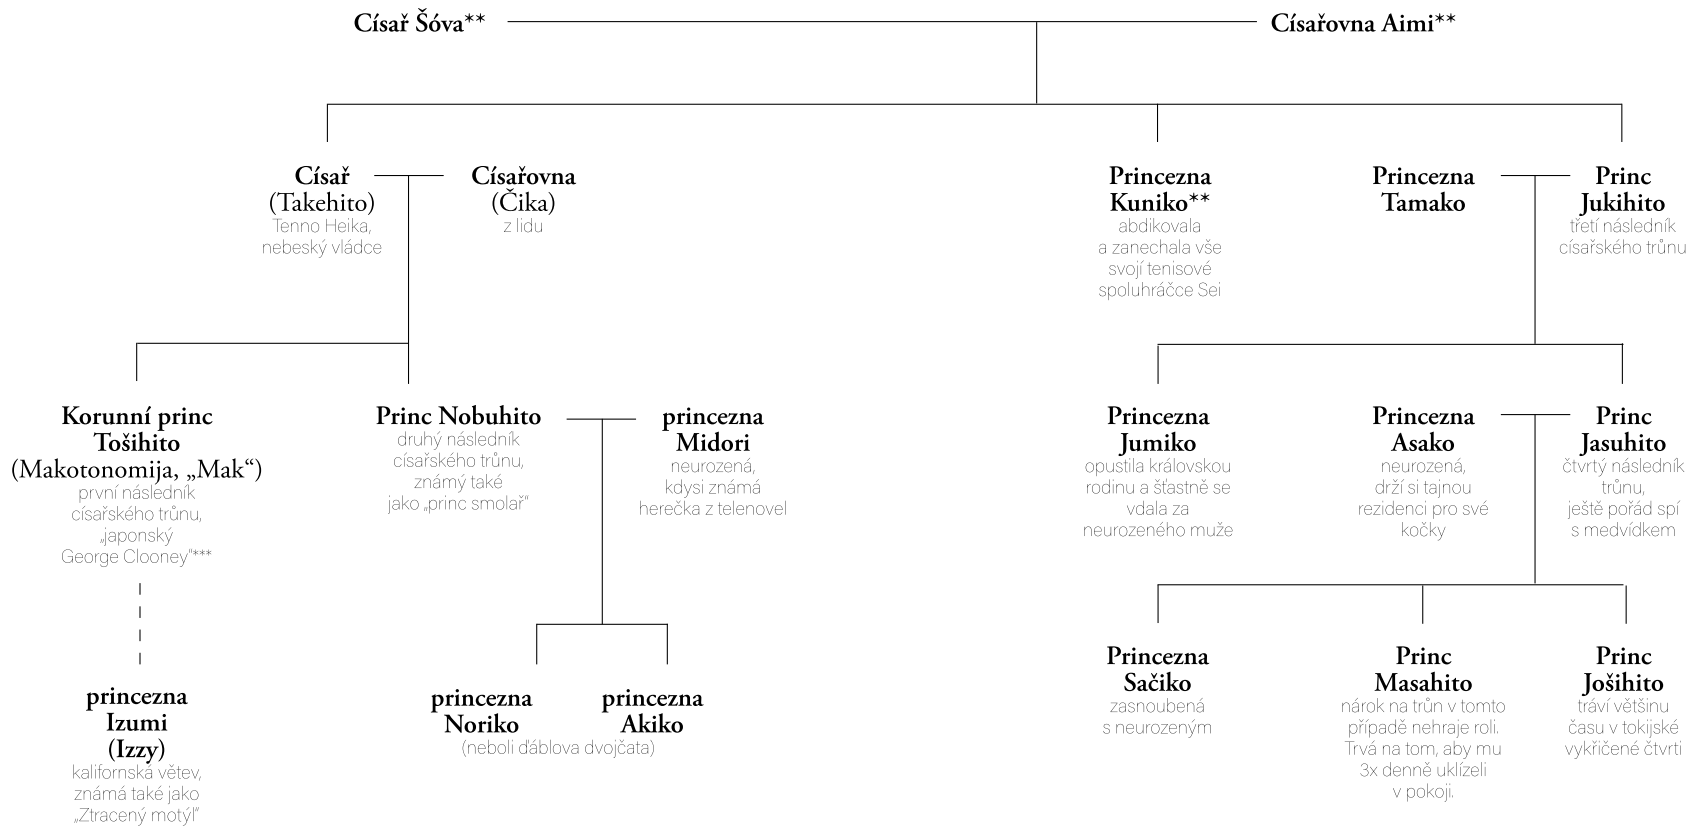 Císař Šóva**
Císařovna Aimi**
Císař
(Takehito)
Tenno Heika,
nebeský vládce
Císařovna
(Čika)
z lidu
Princezna
Kuniko**
abdikovala
a zanechala vše
svojí tenisové
spoluhráčce Sei
Princezna
Tamako
Princ
Jukihito
třetí následník
císařského trůnu
Korunní princ
Tošihito
(Makotonomija, „Mak“)
první následník
císařského trůnu,
„japonský
George Clooney“***
Princ Nobuhito
druhý následník
císařského trůnu,
známý také
jako „princ smolař“
princezna
Midori
neurozená,
kdysi známá
herečka z telenovel
Princezna
Jumiko
opustila královskou
rodinu a šťastně se
vdala za
neurozeného muže
Princezna
Asako
neurozená,
drží si tajnou
rezidenci pro své
kočky
Princ
Jasuhito
čtvrtý následník
trůnu,
ještě pořád spí
s medvídkem
princezna
Izumi
(Izzy)
kalifornská větev,
známá také jako
„Ztracený motýl“
princezna
Noriko
princezna
Akiko
(neboli ďáblova dvojčata)
Princezna
Sačiko
zasnoubená
s neurozeným
Princ
Masahito
nárok na trůn v tomto
případě nehraje roli.
Trvá na tom, aby mu
3x denně uklízeli
v pokoji.
Princ
Jošihito
tráví většinu
času v tokijské
vykřičené čtvrti